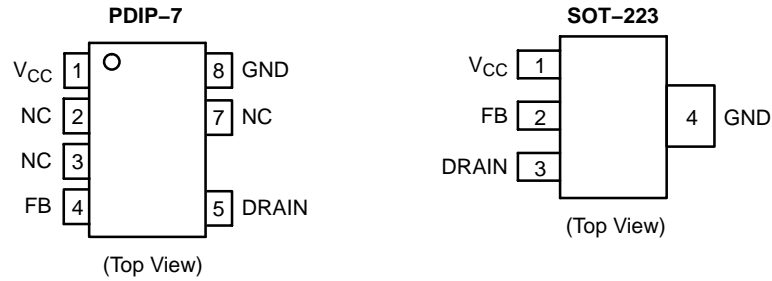 PDIP–7
VCC 1 8 GND
NC 2 7 NC
NC 3
FB 4 5 DRAIN
(Top View)
SOT–223
VCC 1
FB 2 4 GND
DRAIN 3
(Top View)